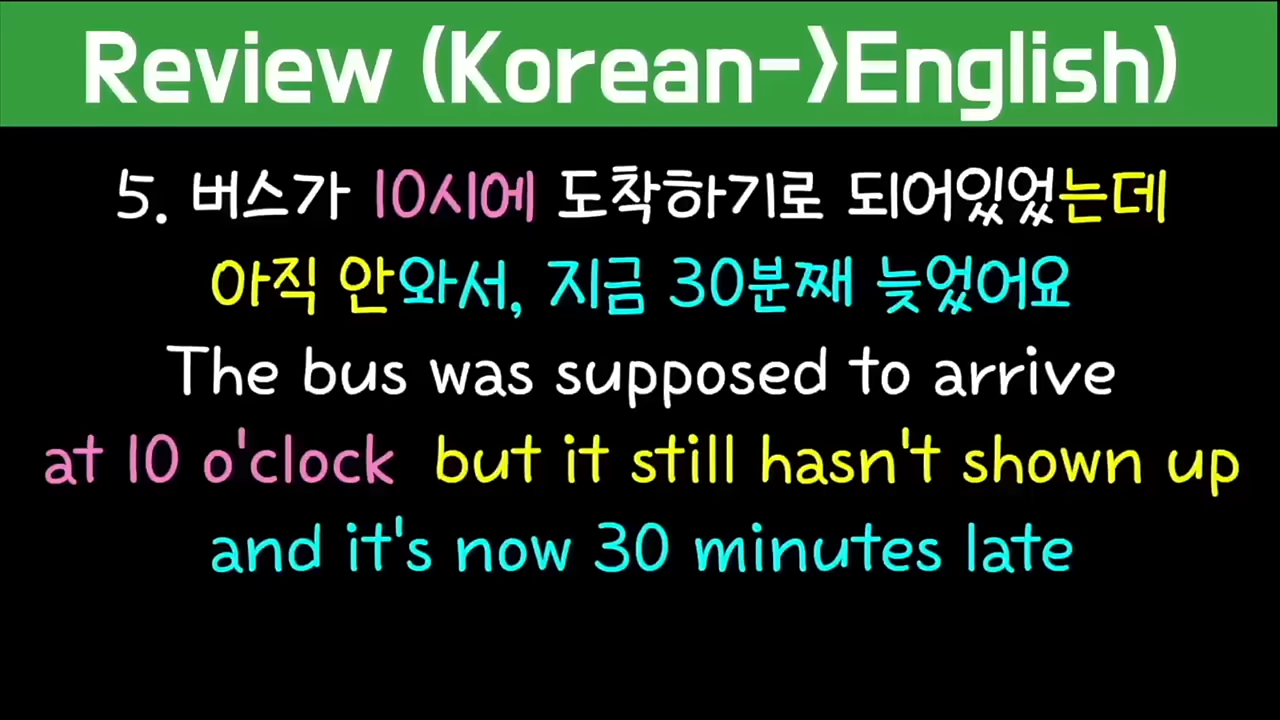 Review (Korean->English)
5. 버스가 10시에 도착하기로 되어있었는데
아직 안와서, 지금 30분째 늦었어요
The bus was supposed to arrive
at 10 o'clock but it still hasn't shown up
and it's now 30 minutes late